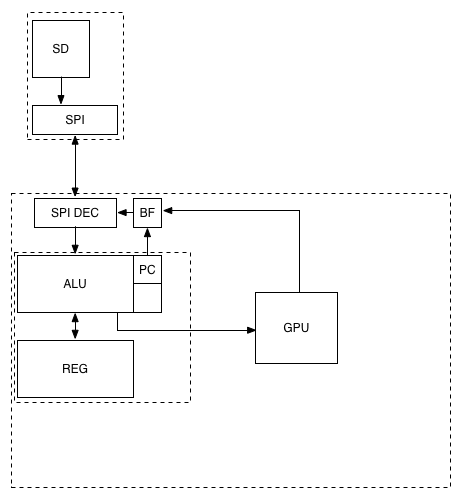 SD
SPI
SPI DEC
BF
PC
ALU
GPU
REG